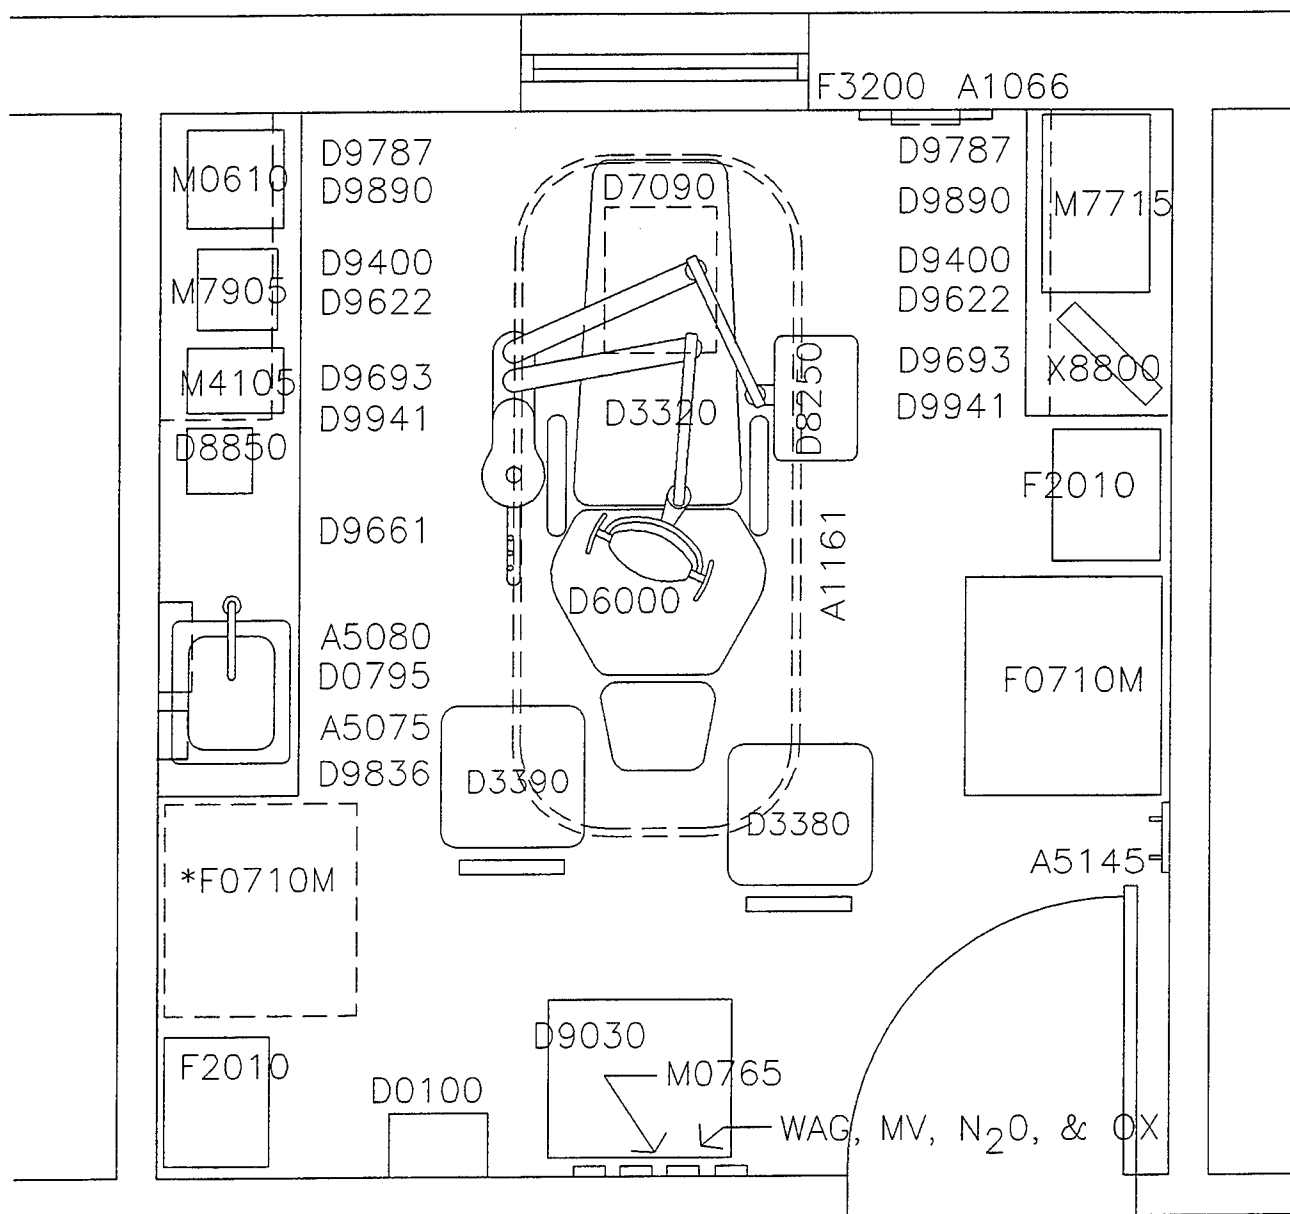 F3200 A1066
M0610
D9787
D9890
D7090
D9787
D9890
M7715
M7905
D9400
D9622
D9400
D9622
M4105
D9693
D9941
D3320
D8250
D9693
D9941
X8800
D8850
F2010
D9661
A1161
D6000
A5080
D0795
F0710M
A5075
D9836
D3390
D3380
A5145
*F0710M
D9030
F2010
D0100
M0765
WAG, MV, N₂O, & OX